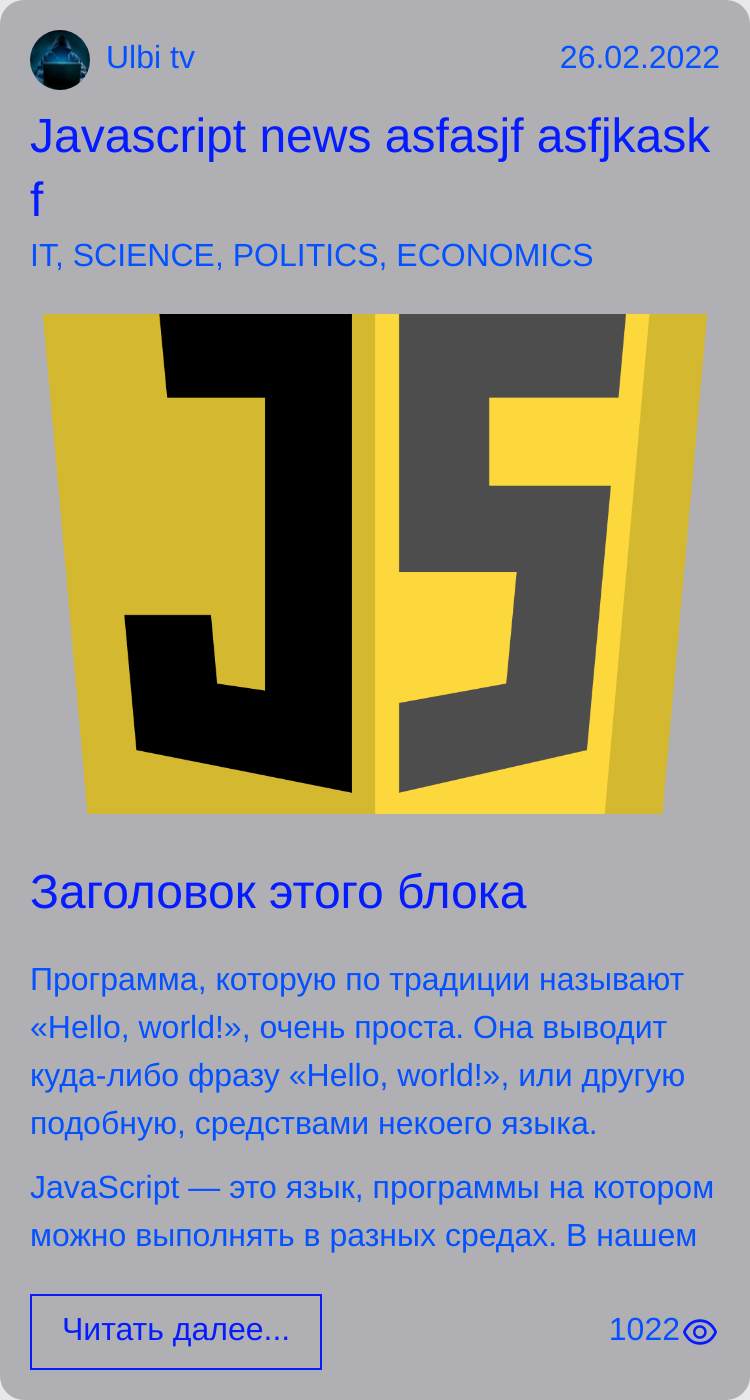 Ulbi tv 26.02.2022
Javascript news asfasjf asfjkask
f
IT, SCIENCE, POLITICS, ECONOMICS
JS
Заголовок этого блока
Программа, которую по традиции называют
«Hello, world!», очень проста. Она выводит
куда-либо фразу «Hello, world!», или другую
подобную, средствами некоего языка.
JavaScript — это язык, программы на котором
можно выполнять в разных средах. В нашем
Читать далее... 1022